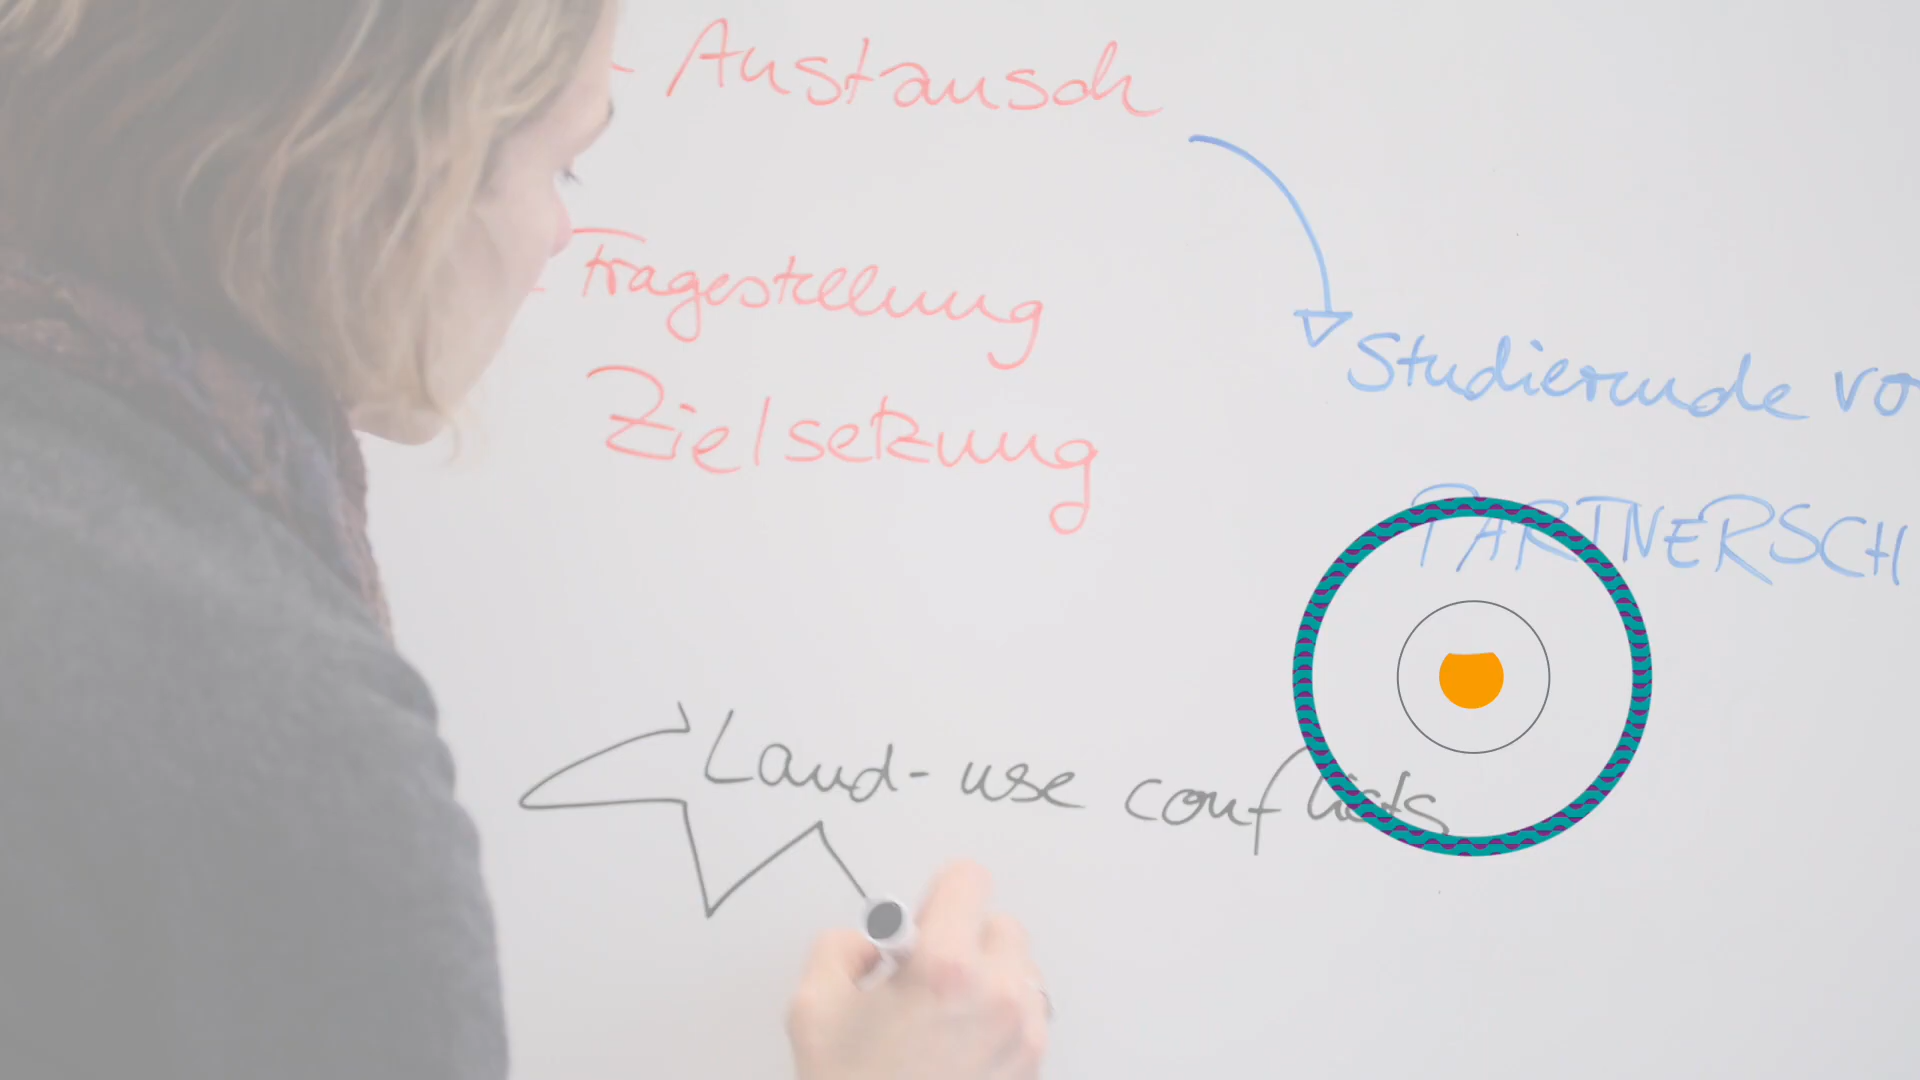 - Austausch
- Fragestellung
Zielsetzung
Studierende vo
PARTNERSCH
Land-use conflicts